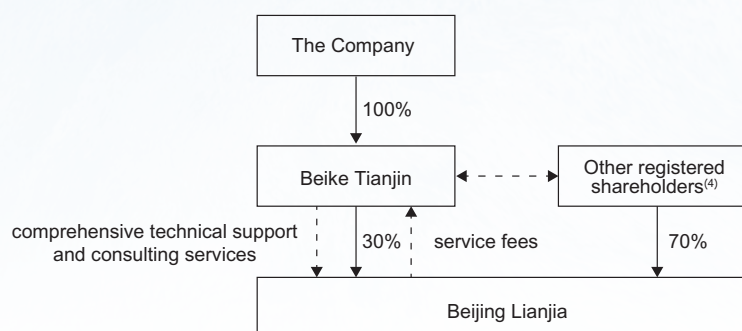 The Company
100%
Beike Tianjin
Other registered
shareholders(4)
comprehensive technical support
and consulting services
30%
service fees
70%
Beijing Lianjia